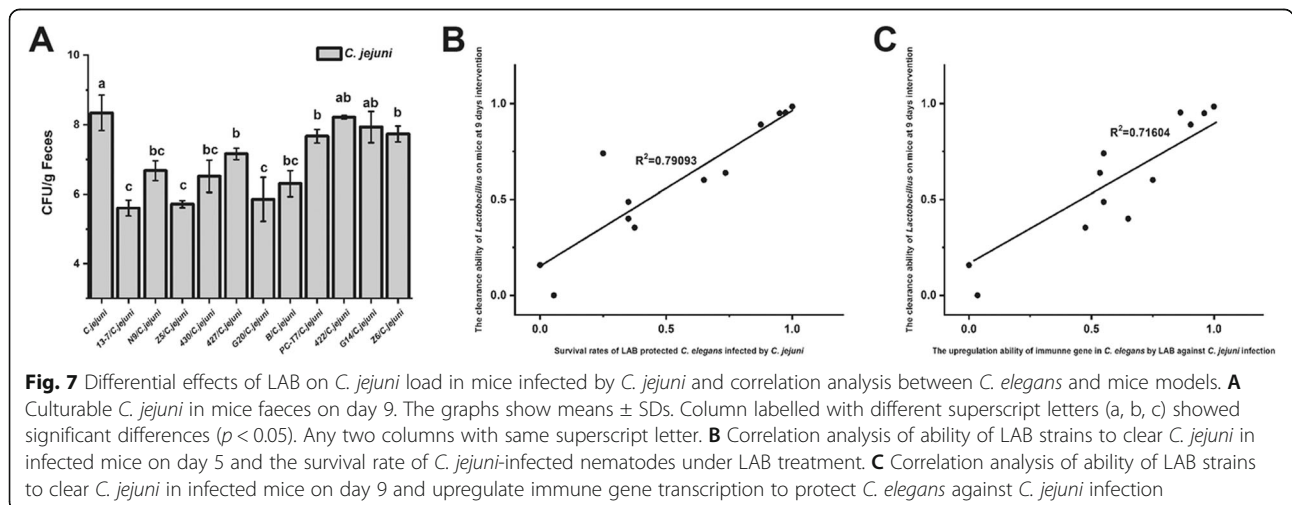 A
C. jejuni
CFU/g Feces
10
8
6
4
a
c
bc
c
bc
b
c
bc
b
ab
ab
b
C.jejuni
13-7/C.jejuni
N9/C.jejuni
Z5/C.jejuni
430/C.jejuni
427/C.jejuni
G20/C.jejuni
B/C.jejuni
PC-T7/C.jejuni
422/C.jejuni
G14/C.jejuni
Z6/C.jejuni
B
The clearance ability of Lactobacillus on mice at 9 days intervention
1.0
0.5
0.0
R²=0.79093
0.0 0.5 1.0
Survival rates of LAB protected C. elegans infected by C. jejuni
C
The clearance ability of Lactobacillus on mice at 9 days intervention
1.0
0.5
0.0
R²=0.71604
0.0 0.5 1.0
The upregulation ability of immunne gene in C. elegans by LAB against C. jejuni infection
Fig. 7 Differential effects of LAB on C. jejuni load in mice infected by C. jejuni and correlation analysis between C. elegans and mice models. A
Culturable C. jejuni in mice faeces on day 9. The graphs show means ± SDs. Column labelled with different superscript letters (a, b, c) showed
significant differences (p < 0.05). Any two columns with same superscript letter. B Correlation analysis of ability of LAB strains to clear C. jejuni in
infected mice on day 5 and the survival rate of C. jejuni-infected nematodes under LAB treatment. C Correlation analysis of ability of LAB strains
to clear C. jejuni in infected mice on day 9 and upregulate immune gene transcription to protect C. elegans against C. jejuni infection